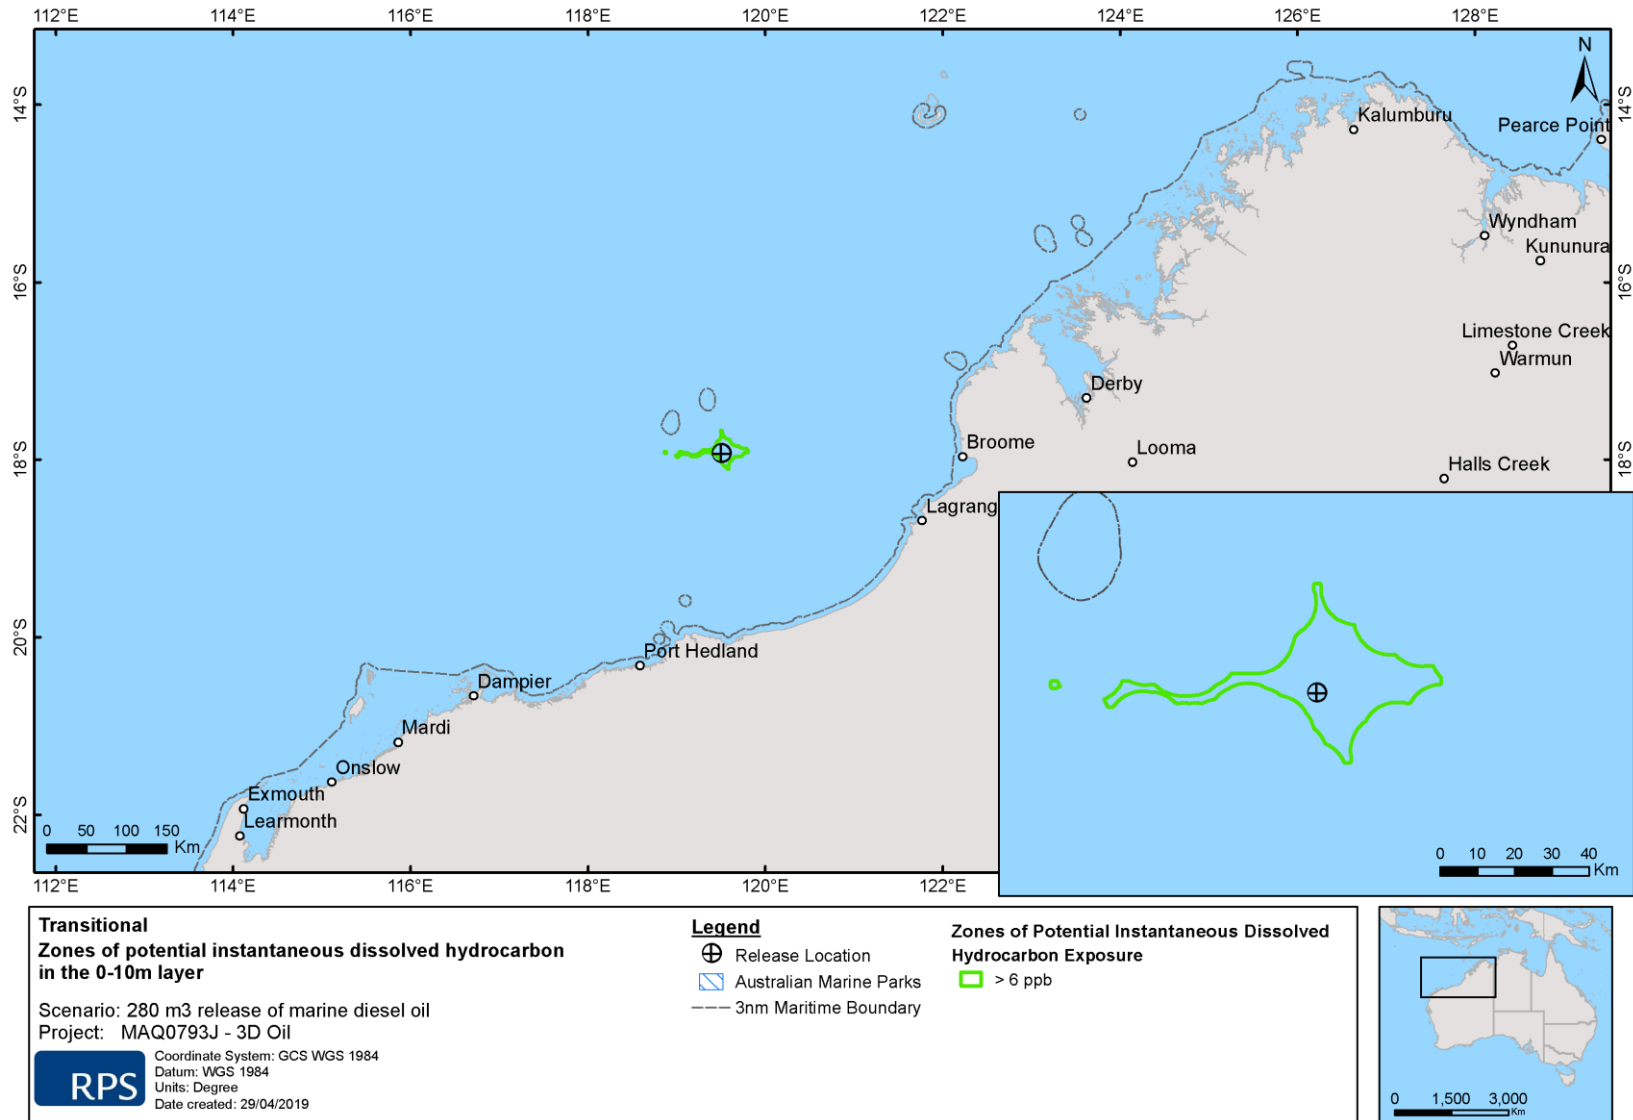 112°E 114°E 116°E 118°E 120°E 122°E 124°E 126°E 128°E
N
14°S 14°S
Kalumburu
Pearce Point
Wyndham
Kununura
16°S 16°S
Limestone Creek
Warmun
Derby
Broome
Looma
18°S 18°S
Halls Creek
Lagrang
20°S
Port Hedland
Dampier
Mardi
Onslow
22°S
Exmouth
Learmonth
0 50 100 150
Km
0 10 20 30 40
Km
112°E 114°E 116°E 118°E 120°E 122°E
Transitional
Zones of potential instantaneous dissolved hydrocarbon
in the 0-10m layer
Scenario: 280 m3 release of marine diesel oil
Project: MAQ0793J - 3D Oil
RPS
Coordinate System: GCS WGS 1984
Datum: WGS 1984
Units: Degree
Date created: 29/04/2019
Legend
Release Location
Australian Marine Parks
3nm Maritime Boundary
Zones of Potential Instantaneous Dissolved
Hydrocarbon Exposure
> 6 ppb
0 1,500 3,000
Km